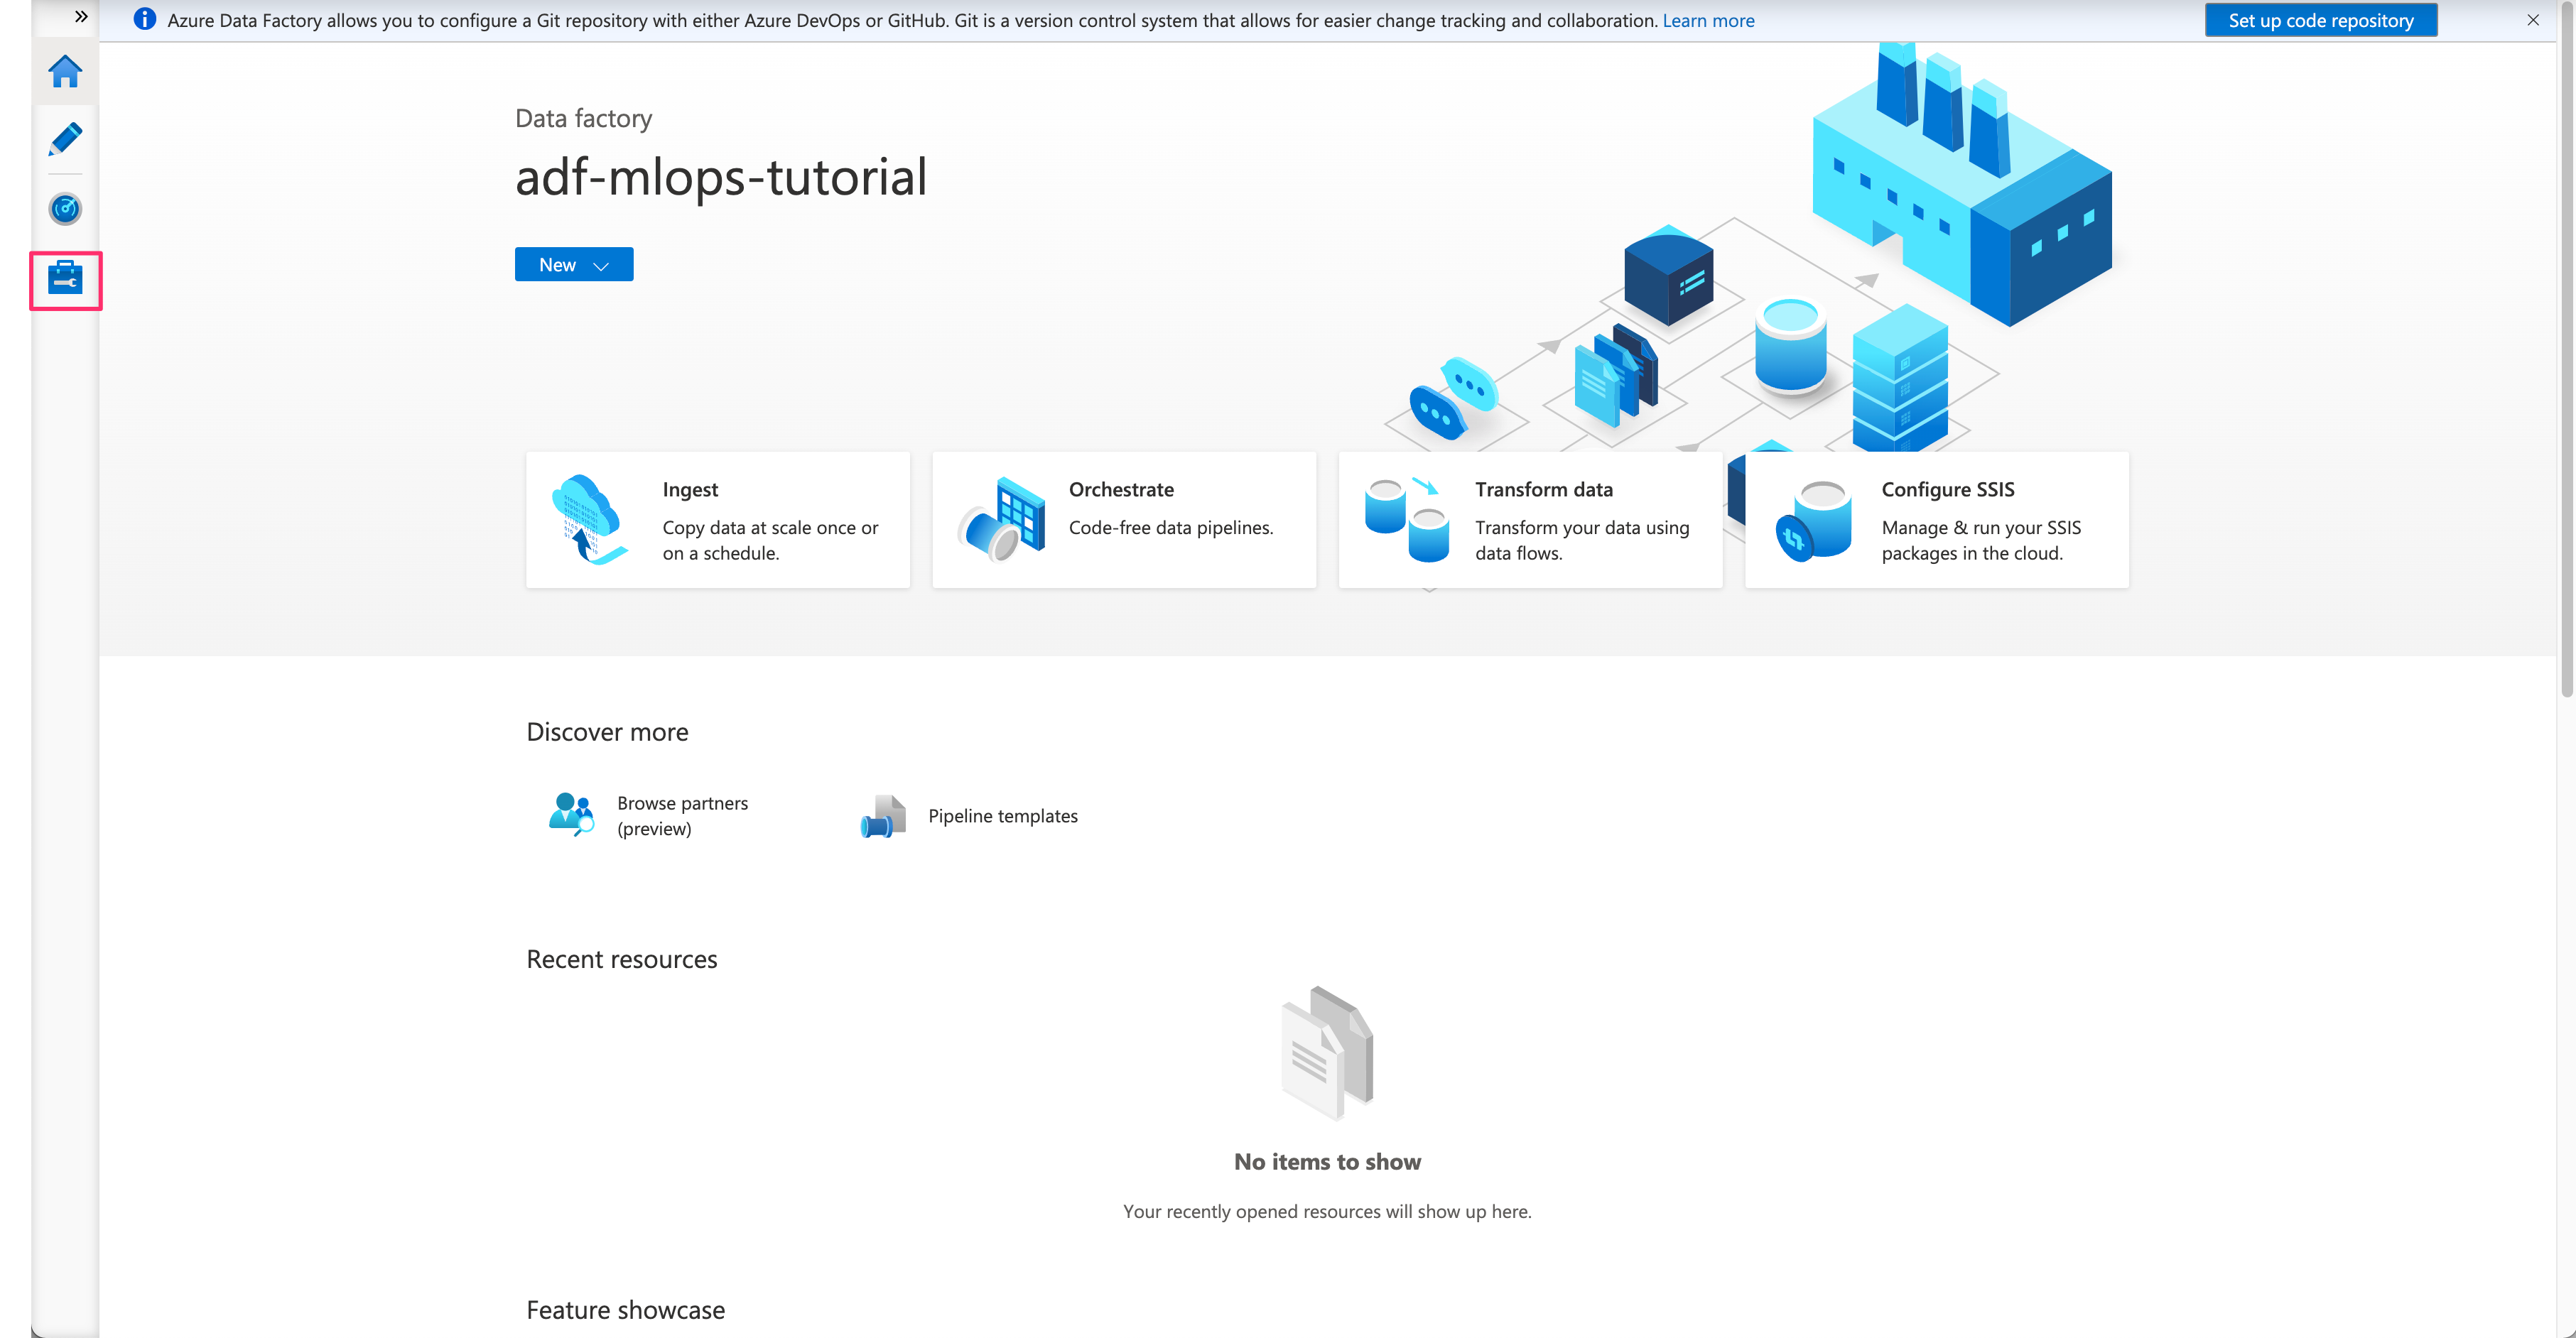 Azure Data Factory allows you to configure a Git repository with either Azure DevOps or GitHub. Git is a version control system that allows for easier change tracking and collaboration. Learn more
Set up code repository
Data factory
adf-mlops-tutorial
New
Ingest
Copy data at scale once or
on a schedule.
Orchestrate
Code-free data pipelines.
Transform data
Transform your data using
data flows.
Configure SSIS
Manage & run your SSIS
packages in the cloud.
Discover more
Browse partners
(preview)
Pipeline templates
Recent resources
No items to show
Your recently opened resources will show up here.
Feature showcase